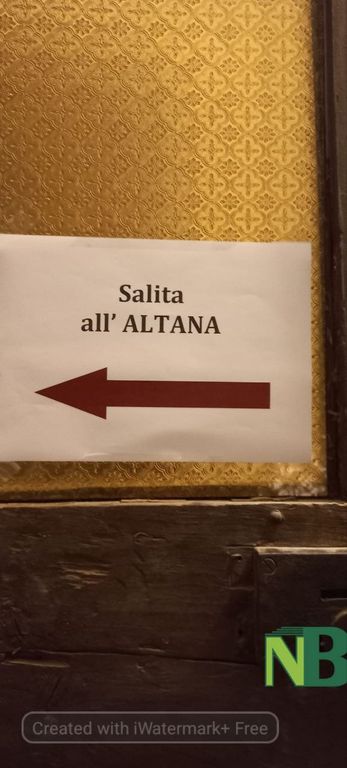 Salita
all' ALTANA
NB
Created with iWatermark+ Free